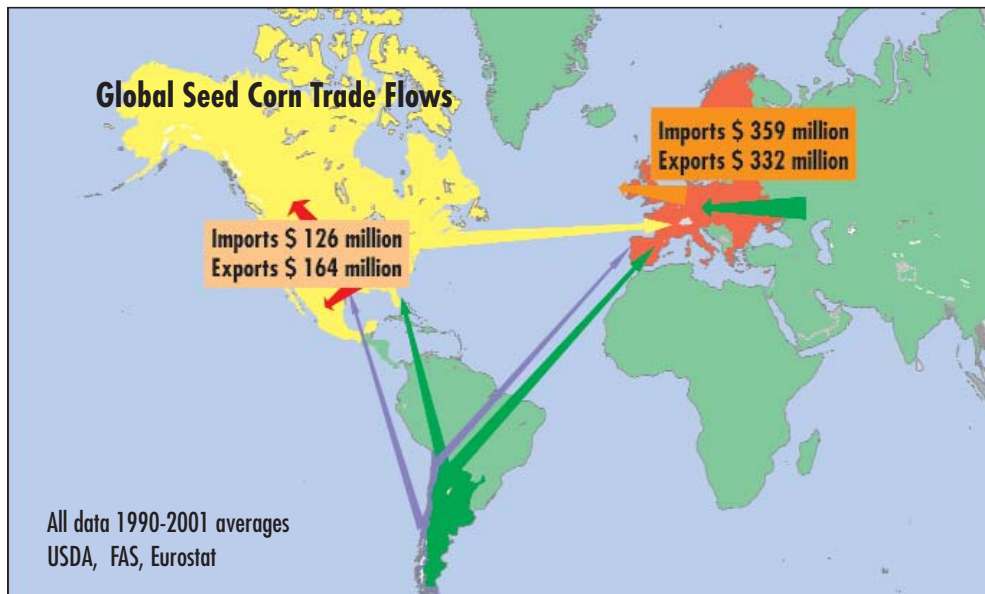 Global Seed Corn Trade Flows
Imports $ 359 million
Exports $ 332 million
Imports $ 126 million
Exports $ 164 million
All data 1990-2001 averages
USDA, FAS, Eurostat